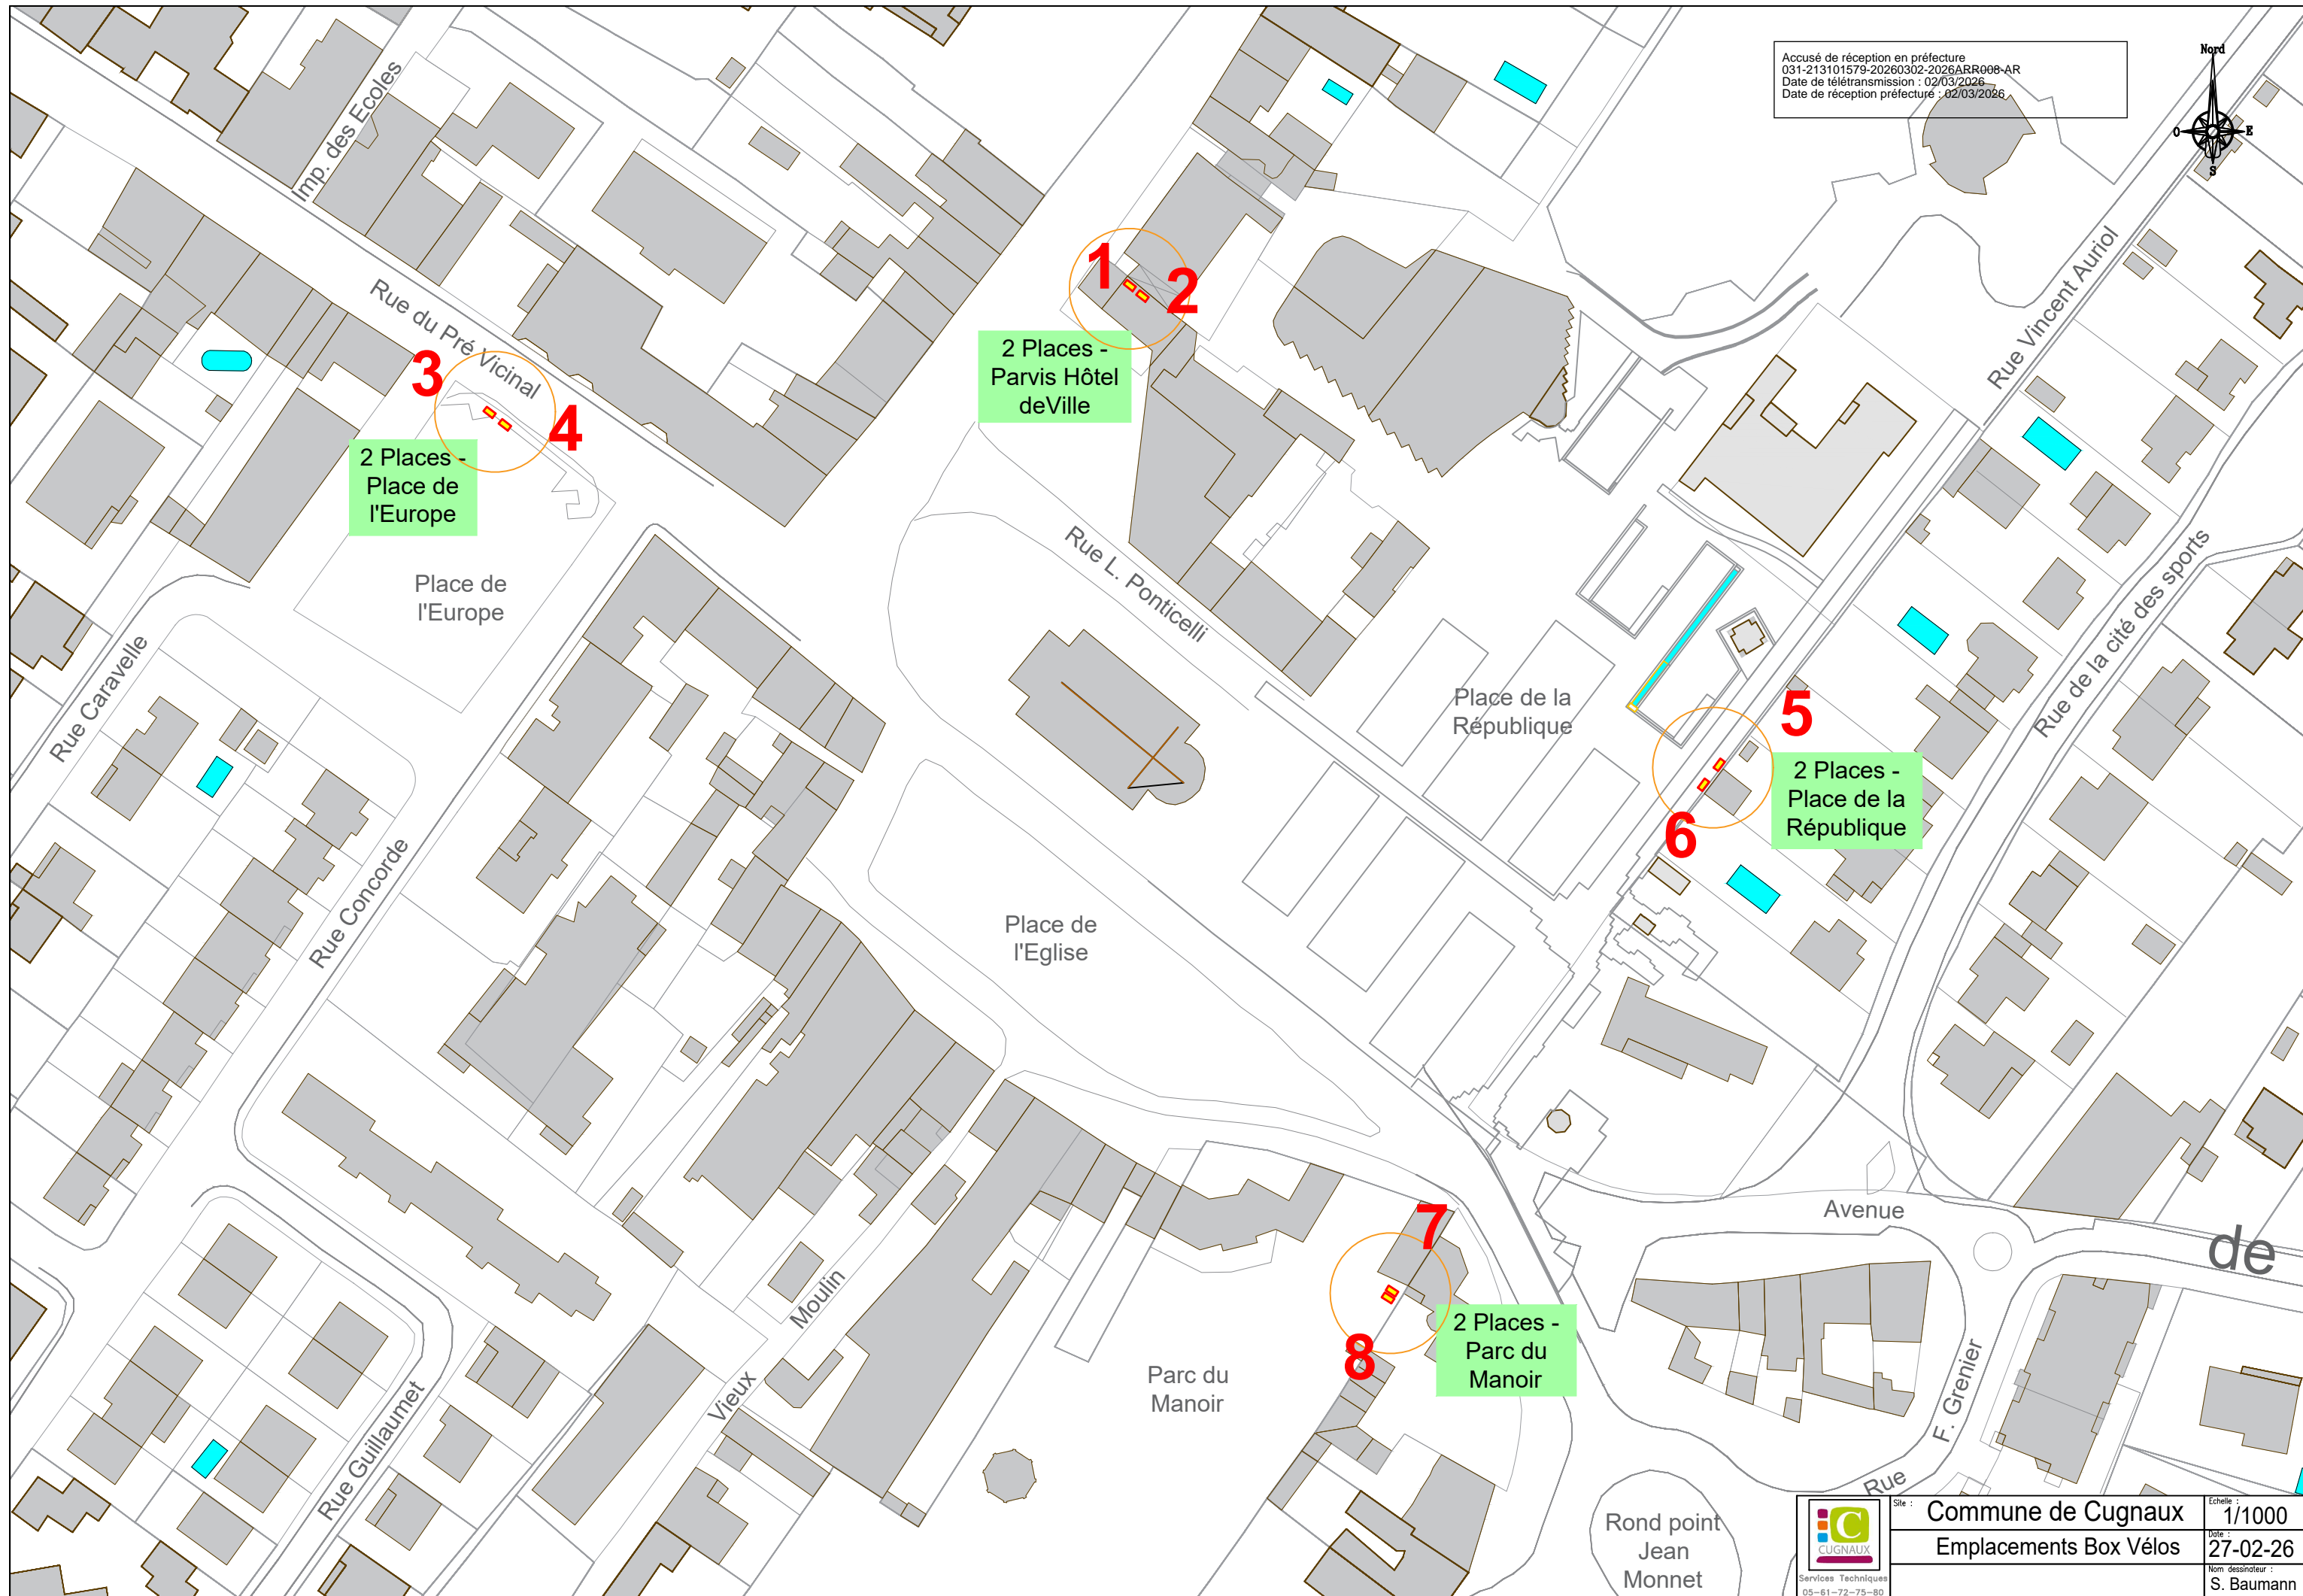 Accusé de réception en préfecture
031-213101579-20260302-2026ARR008-AR
Date de télétransmission : 02/03/2026
Date de réception préfecture : 02/03/2026
Nord
O
E
S
Imp. des Ecoles
Rue du Pré Vicinal
1
2
2 Places -
Parvis Hôtel
deVille
3
4
2 Places -
Place de
l'Europe
Place de
l'Europe
Rue Vincent Auriol
Rue L. Ponticelli
Rue de la cité des sports
Rue Caravelle
Place de la
République
5
2 Places -
Place de la
République
6
Rue Concorde
Place de
l'Eglise
Avenue
de
7
8
2 Places -
Parc du
Manoir
Moulin
Vieux
Parc du
Manoir
Rue Guillaumet
F. Grenier
Rue
Rond point
Jean
Monnet
C
CUGNAUX
Services Techniques
05-61-72-75-80
Site :
Commune de Cugnaux
Emplacements Box Vélos
Echelle :
1/1000
Date :
27-02-26
Nom dessinateur :
S. Baumann